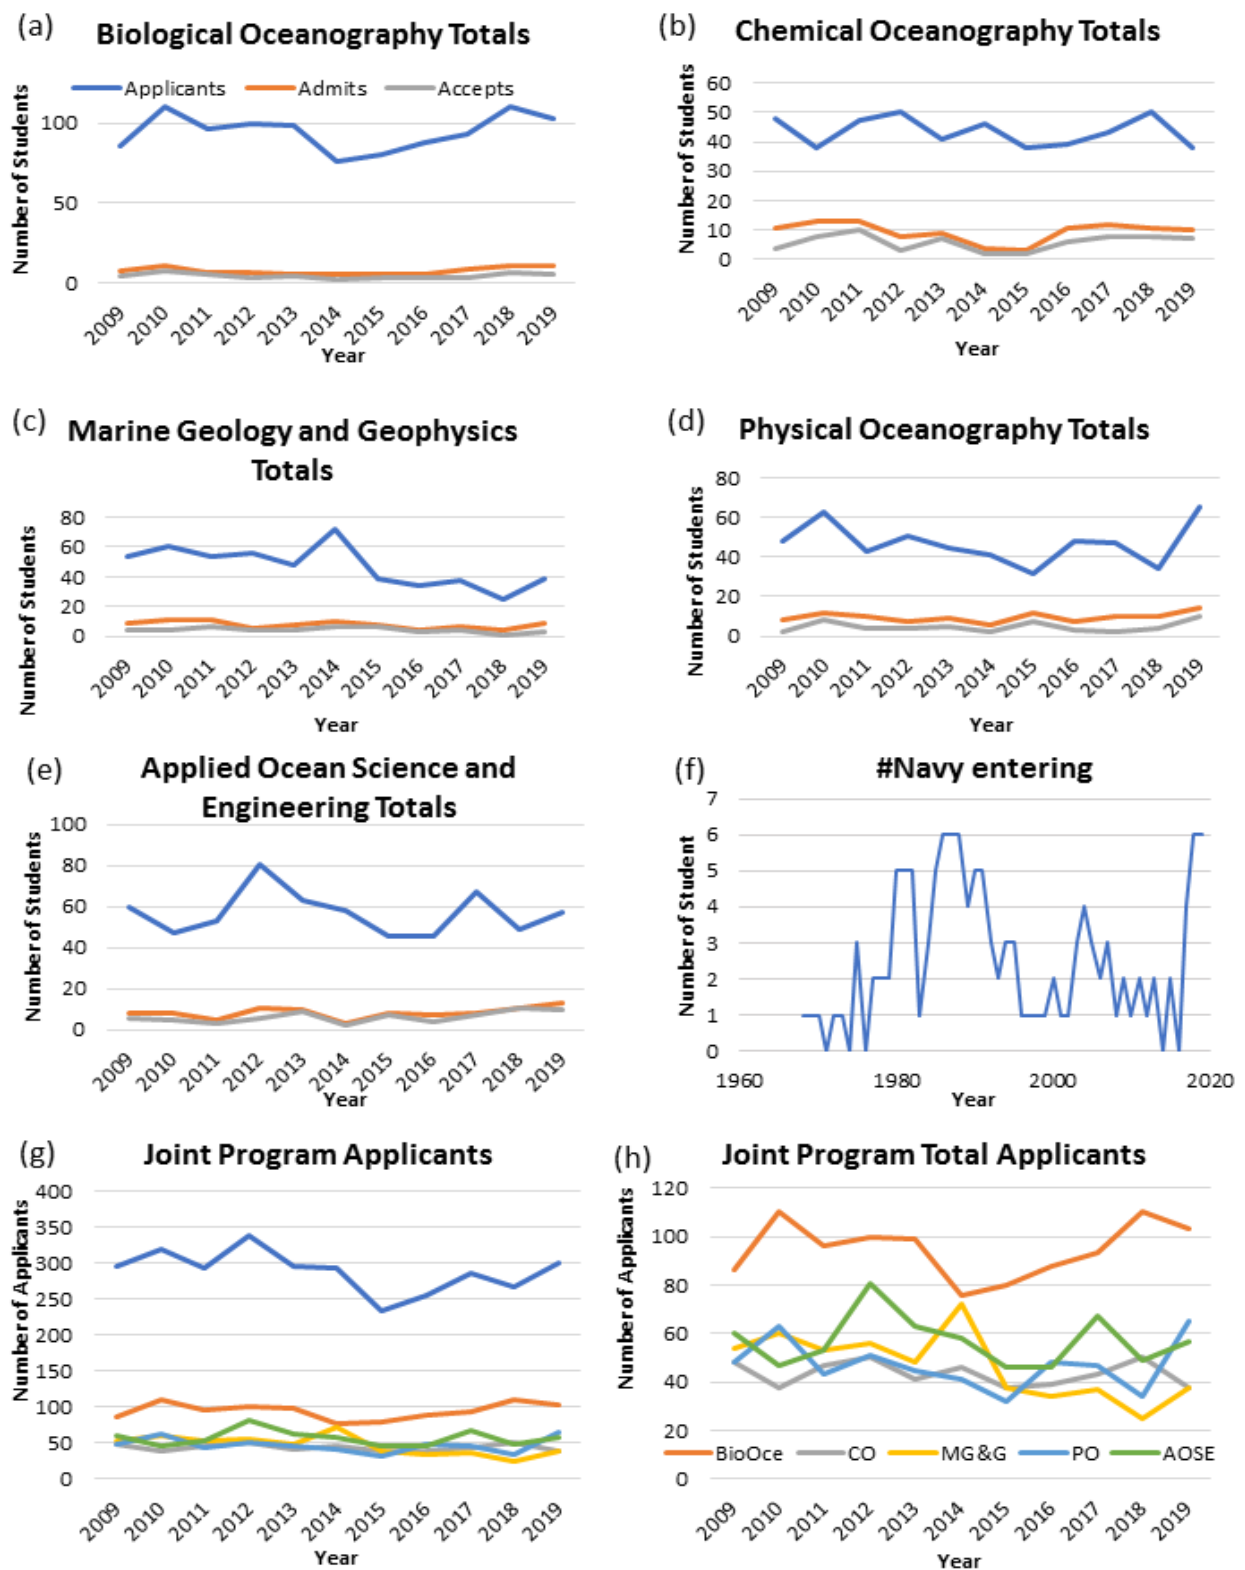 (a)
Biological Oceanography Totals
Applicants Admits Accepts
Number of Students
100
50
0
2009 2010 2011 2012 2013 2014 2015 2016 2017 2018 2019
Year
(b)
Chemical Oceanography Totals
Number of Students
60
50
40
30
20
10
0
2009 2010 2011 2012 2013 2014 2015 2016 2017 2018 2019
Year
(c)
Marine Geology and Geophysics
Totals
Number of Students
80
60
40
20
0
2009 2010 2011 2012 2013 2014 2015 2016 2017 2018 2019
Year
(d)
Physical Oceanography Totals
Number of Students
80
60
40
20
0
2009 2010 2011 2012 2013 2014 2015 2016 2017 2018 2019
Year
(e)
Applied Ocean Science and
Engineering Totals
Number of Students
100
80
60
40
20
0
2009 2010 2011 2012 2013 2014 2015 2016 2017 2018 2019
Year
(f)
#Navy entering
Number of Student
7
6
5
4
3
2
1
0
1960 1980 2000 2020
Year
(g)
Joint Program Applicants
Number of Applicants
400
350
300
250
200
150
100
50
0
2009 2010 2011 2012 2013 2014 2015 2016 2017 2018 2019
Year
(h)
Joint Program Total Applicants
Number of Applicants
120
100
80
60
40
20
0
BioOce CO MG&G PO AOSE
2009 2010 2011 2012 2013 2014 2015 2016 2017 2018 2019
Year